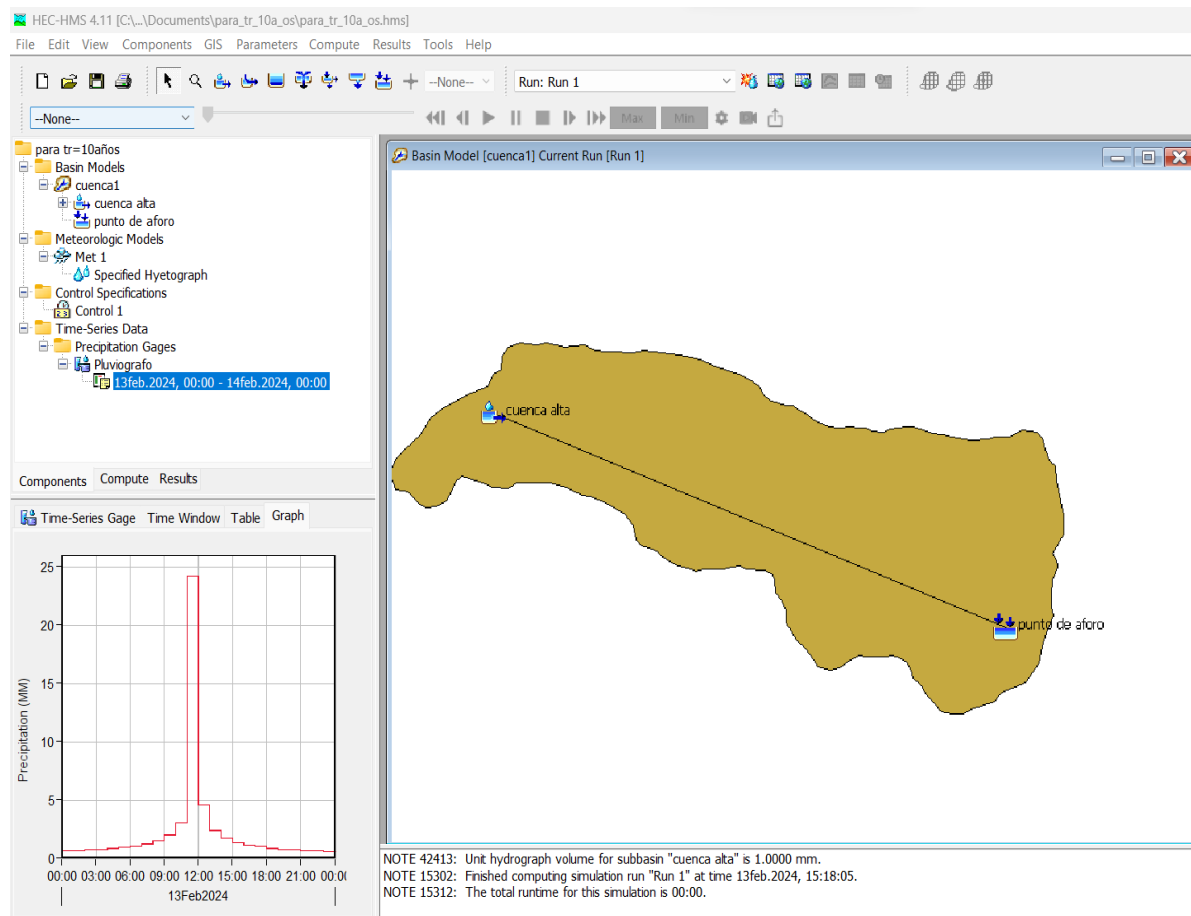 HEC-HMS 4.11 [C:\...\Documents\para_tr_10a_os\para_tr_10a_os.hms]
File Edit View Components GIS Parameters Compute Results Tools Help
--None--
Run: Run 1
--None--
Max Min
para tr=10años
Basin Models
cuenca1
cuenca alta
punto de aforo
Meteorologic Models
Met 1
Specified Hyetograph
Control Specifications
Control 1
Time-Series Data
Precipitation Gages
Pluviografo
13feb.2024, 00:00 - 14feb.2024, 00:00
Components Compute Results
Time-Series Gage Time Window Table Graph
Precipitation (MM)
25
20
15
10
5
0
00:00 03:00 06:00 09:00 12:00 15:00 18:00 21:00 00:0
13Feb2024
Basin Model [cuenca1] Current Run [Run 1]
cuenca alta
punto de aforo
NOTE 42413: Unit hydrograph volume for subbasin "cuenca alta" is 1.0000 mm.
NOTE 15302: Finished computing simulation run "Run 1" at time 13feb.2024, 15:18:05.
NOTE 15312: The total runtime for this simulation is 00:00.